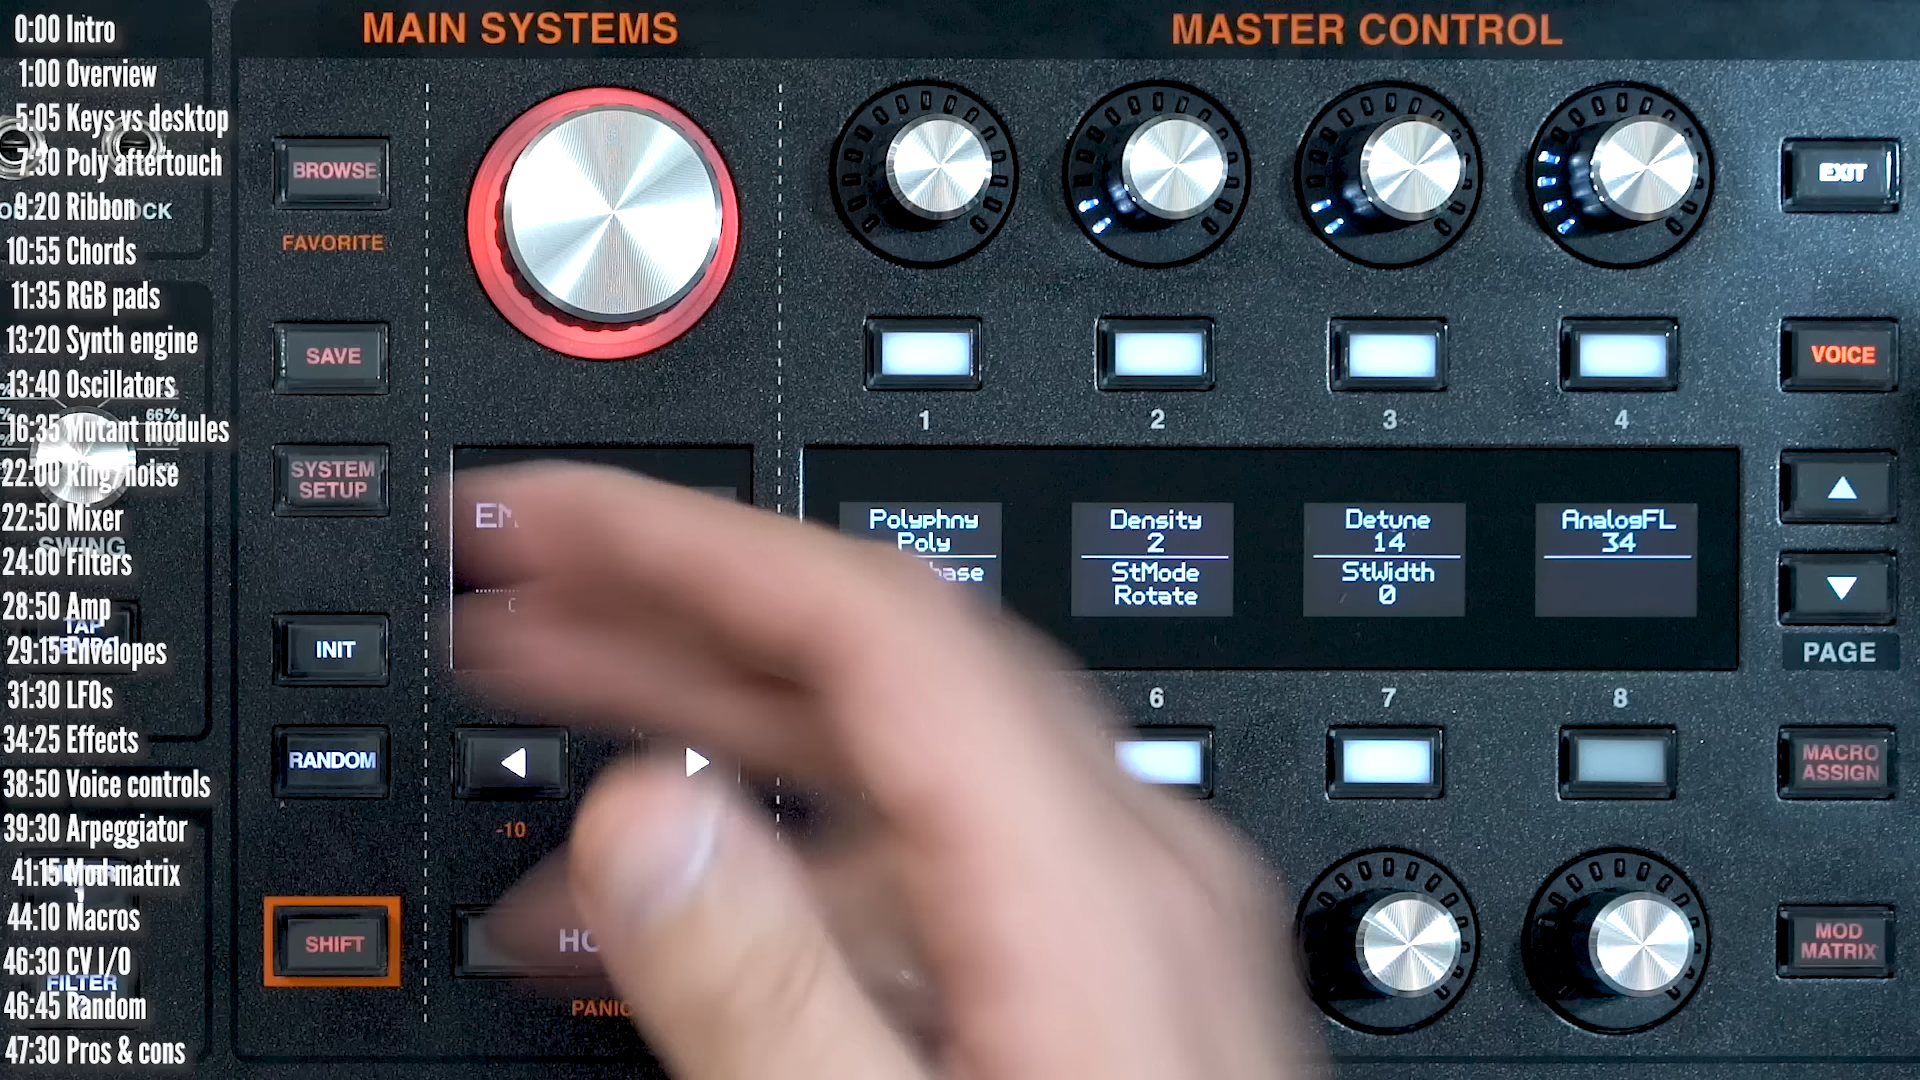 0:00 Intro
1:00 Overview
5:05 Keys vs desktop
7:30 Poly aftertouch
9:20 Ribbon
10:55 Chords
11:35 RGB pads
13:20 Synth engine
13:40 Oscillators
16:35 Mutant modules
22:00 Ring/noise
22:50 Mixer
24:00 Filters
28:50 Amp
29:15 Envelopes
31:30 LFOs
34:25 Effects
38:50 Voice controls
39:30 Arpeggiator
41:15 Mod matrix
44:10 Macros
46:30 CV I/O
46:45 Random
47:30 Pros & cons
66%
SWING
TAP
FILTER
MAIN SYSTEMS
BROWSE
FAVORITE
SAVE
SYSTEM
SETUP
INIT
RANDOM
-10
SHIFT
PANIC
MASTER CONTROL
1
2
3
4
Polyphny
Poly
Density
2
StMode
Rotate
Detune
14
StWidth
0
AnalogFL
34
6
7
8
EXIT
VOICE
PAGE
MACRO
ASSIGN
MOD
MATRIX